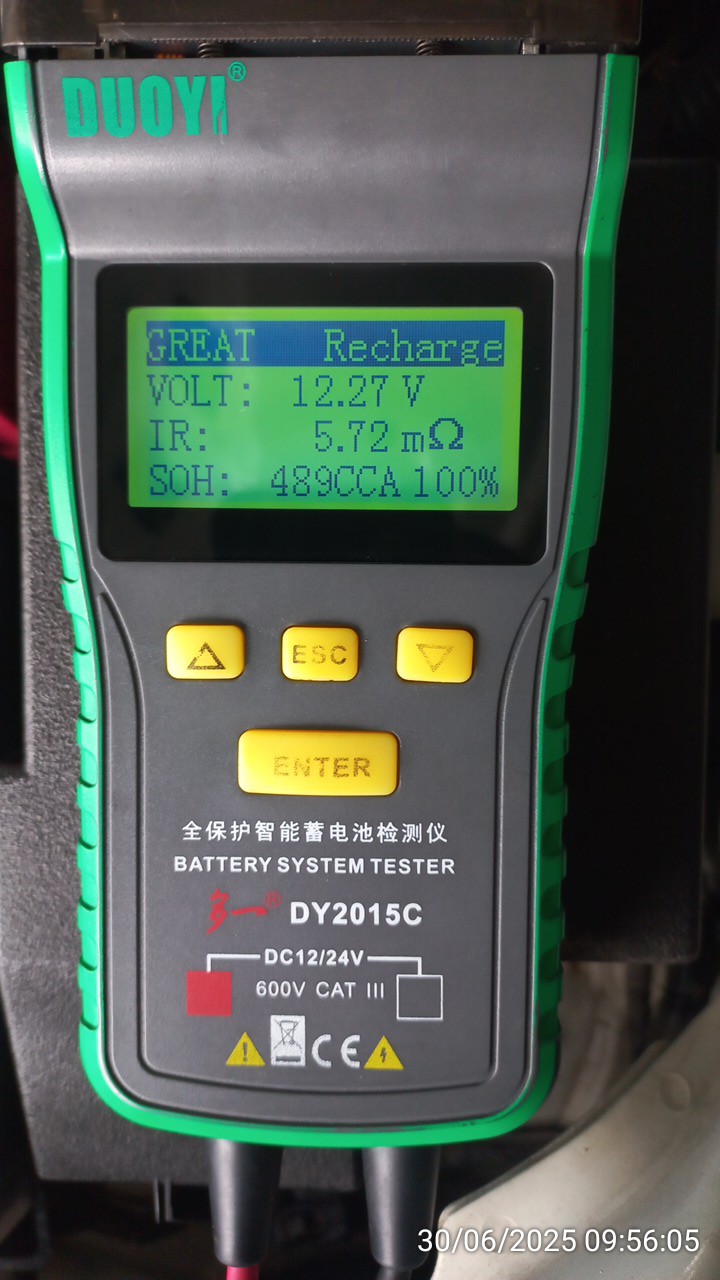 DUOYI®
GREAT Recharge
VOLT: 12.27 V
IR: 5.72 mΩ
SOH: 489CCA 100%
ESC
ENTER
全保护智能蓄电池检测仪
BATTERY SYSTEM TESTER
多一® DY2015C
DC12/24V
600V CAT III
CE
30/06/2025 09:56:05